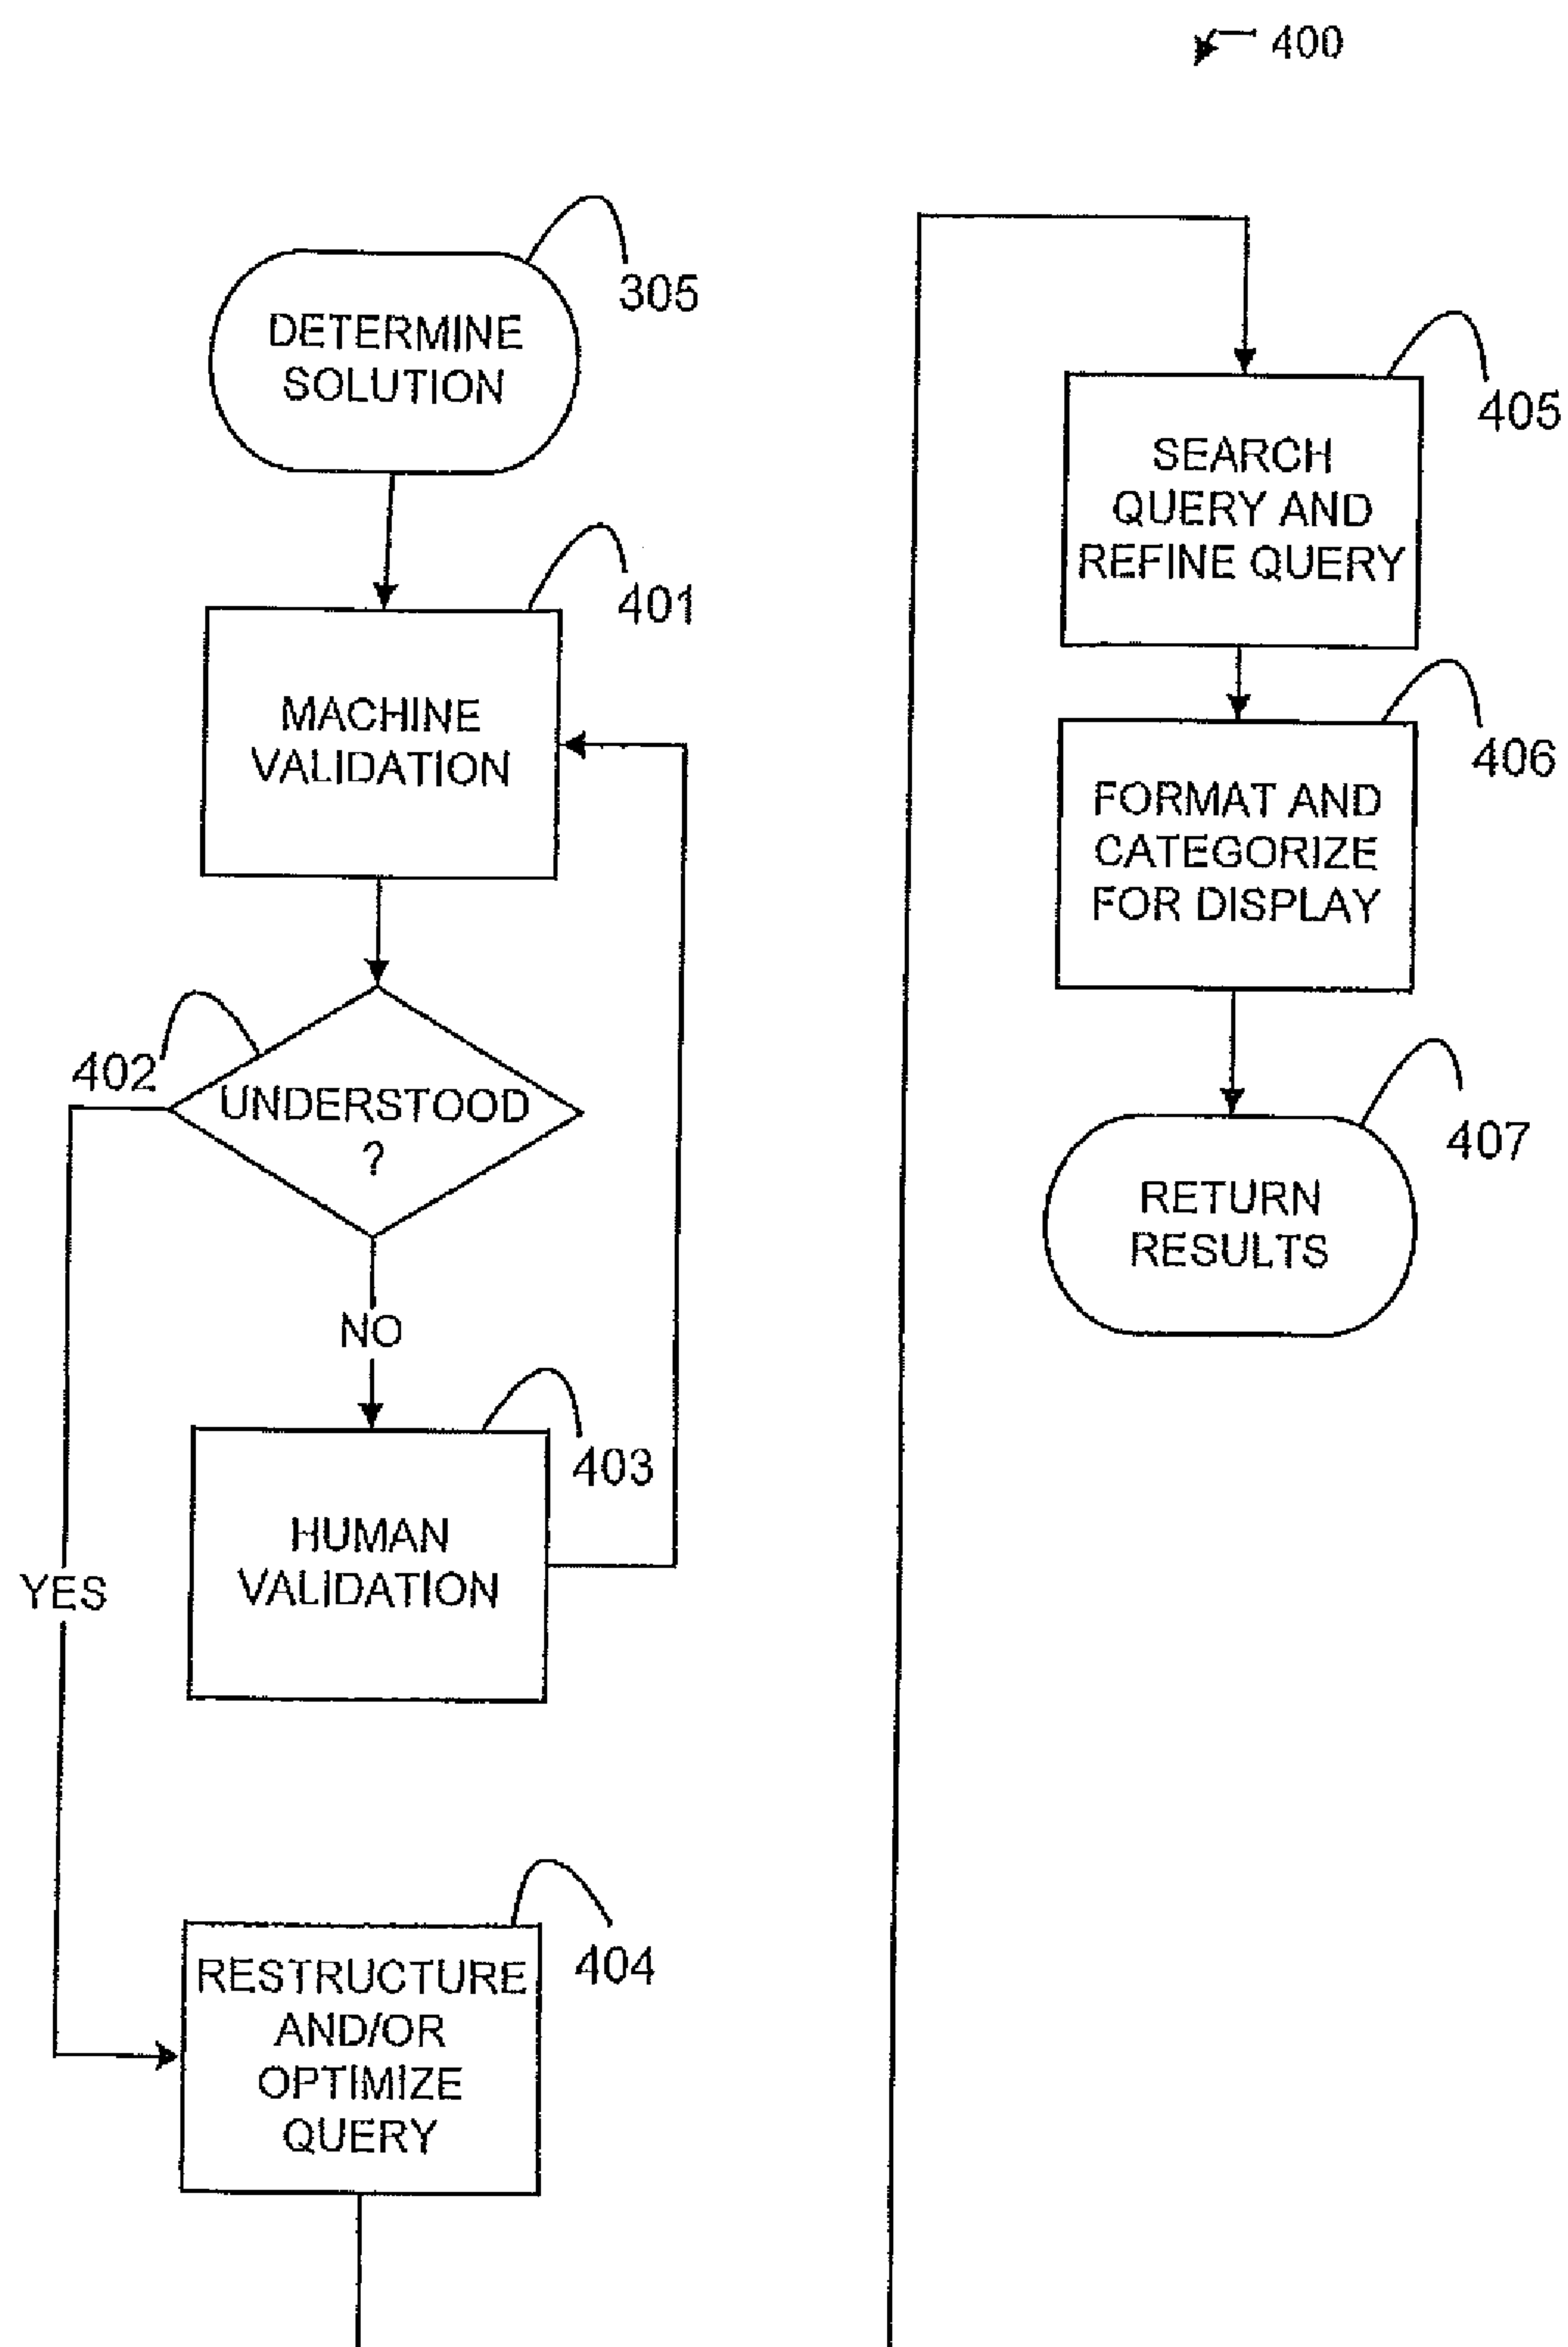 400
305
DETERMINE
SOLUTION
401
MACHINE
VALIDATION
402
UNDERSTOOD
?
NO
403
HUMAN
VALIDATION
YES
404
RESTRUCTURE
AND/OR
OPTIMIZE
QUERY
405
SEARCH
QUERY AND
REFINE QUERY
406
FORMAT AND
CATEGORIZE
FOR DISPLAY
407
RETURN
RESULTS